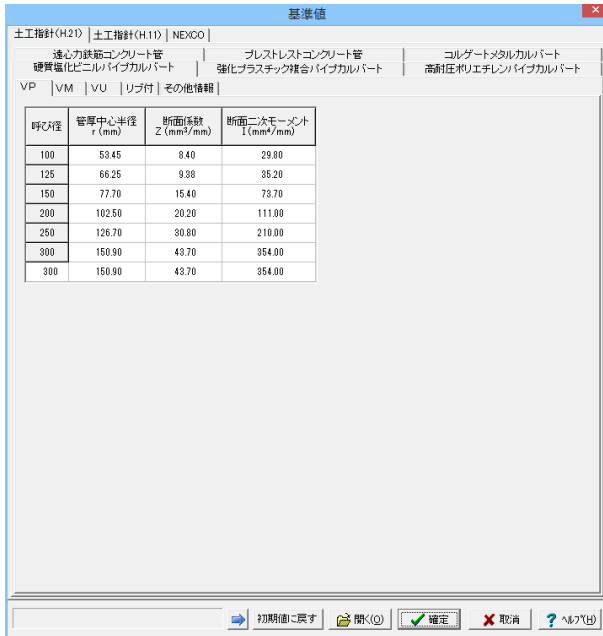 基準値
土工指針(H.21) 土工指針(H.11) NEXCO
遠心力鉄筋コンクリート管 プレストレストコンクリート管 コルゲートメタルカルバート
硬質塩化ビニルパイプカルバート 強化プラスチック複合パイプカルバート 高耐圧ポリエチレンパイプカルバート
VP VM VU リブ付 その他情報
呼び径 管厚中心半径 r (mm) 断面係数 Z (mm³/mm) 断面二次モーメント I (mm⁴/mm)
100 53.45 8.40 29.80
125 66.25 9.38 35.20
150 77.70 15.40 73.70
200 102.50 20.20 111.00
250 126.70 30.80 210.00
300 150.90 43.70 354.00
300 150.90 43.70 354.00
初期値に戻す 開く(O) 確定 取消 ヘルプ(H)